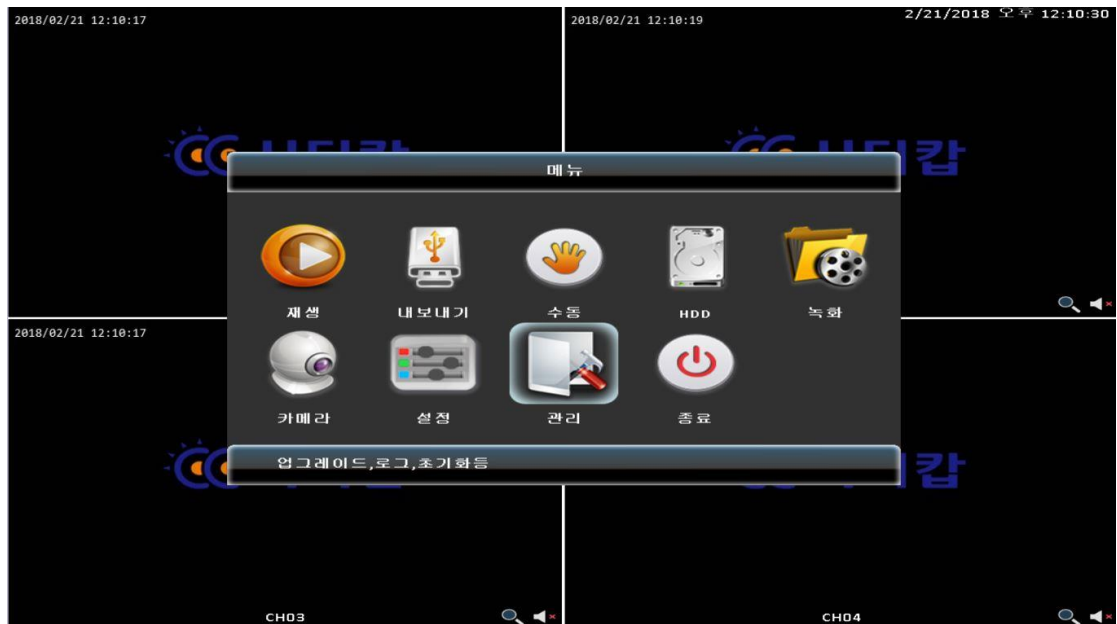 2018/02/21 12:10:17
2018/02/21 12:10:19
2/21/2018 오후 12:10:30
메뉴
재생
내보내기
수동
HDD
녹화
2018/02/21 12:10:17
카메라
설정
관리
종료
업그레이드,로그,초기화등
CH03
CH04